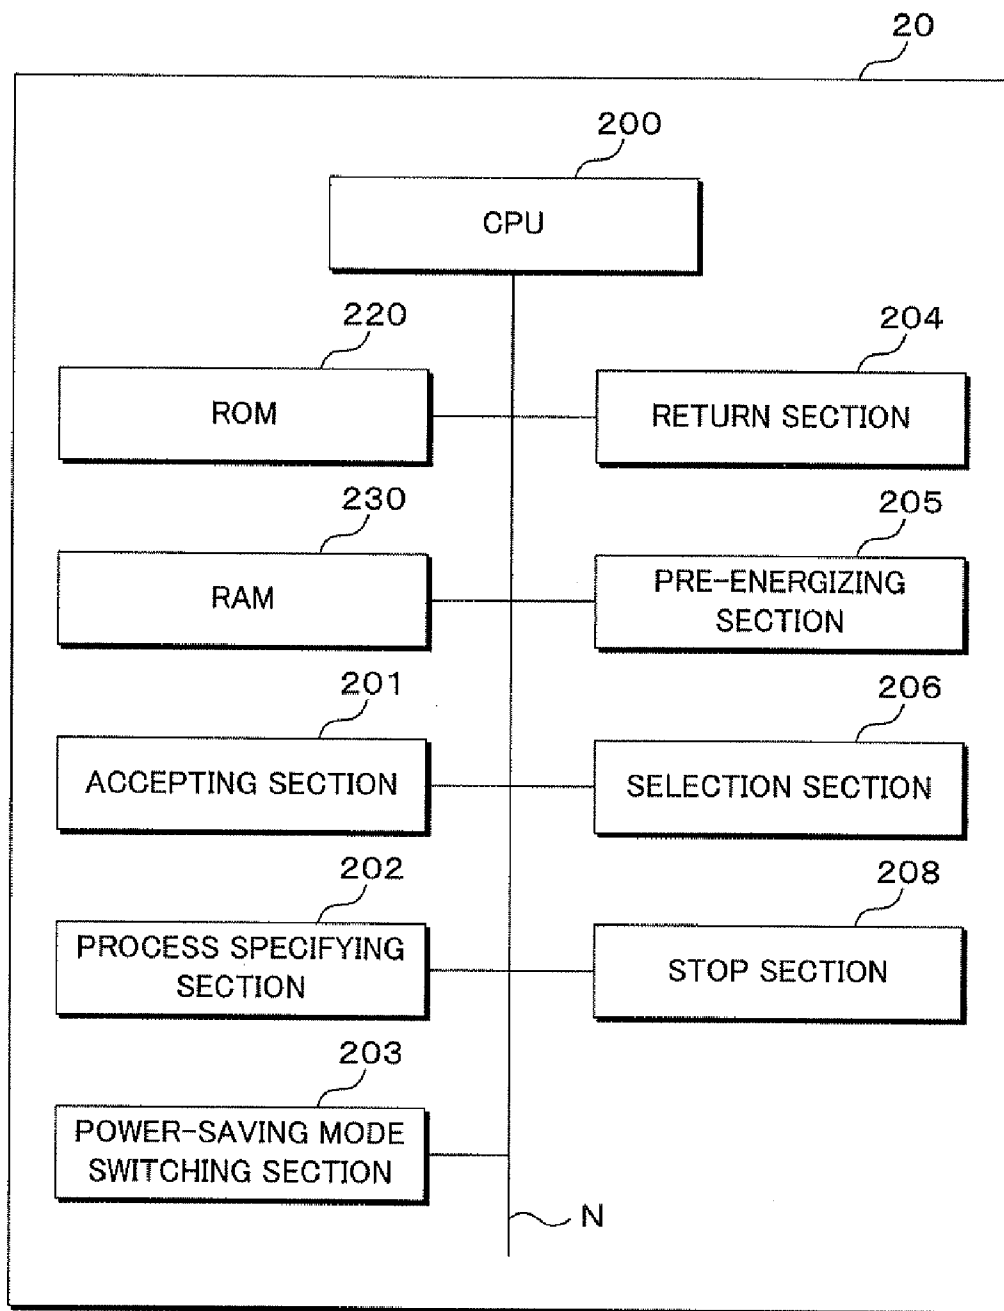 20
200
CPU
220
ROM
204
RETURN SECTION
230
RAM
205
PRE-ENERGIZING
SECTION
201
ACCEPTING SECTION
206
SELECTION SECTION
202
PROCESS SPECIFYING
SECTION
208
STOP SECTION
203
POWER-SAVING MODE
SWITCHING SECTION
N